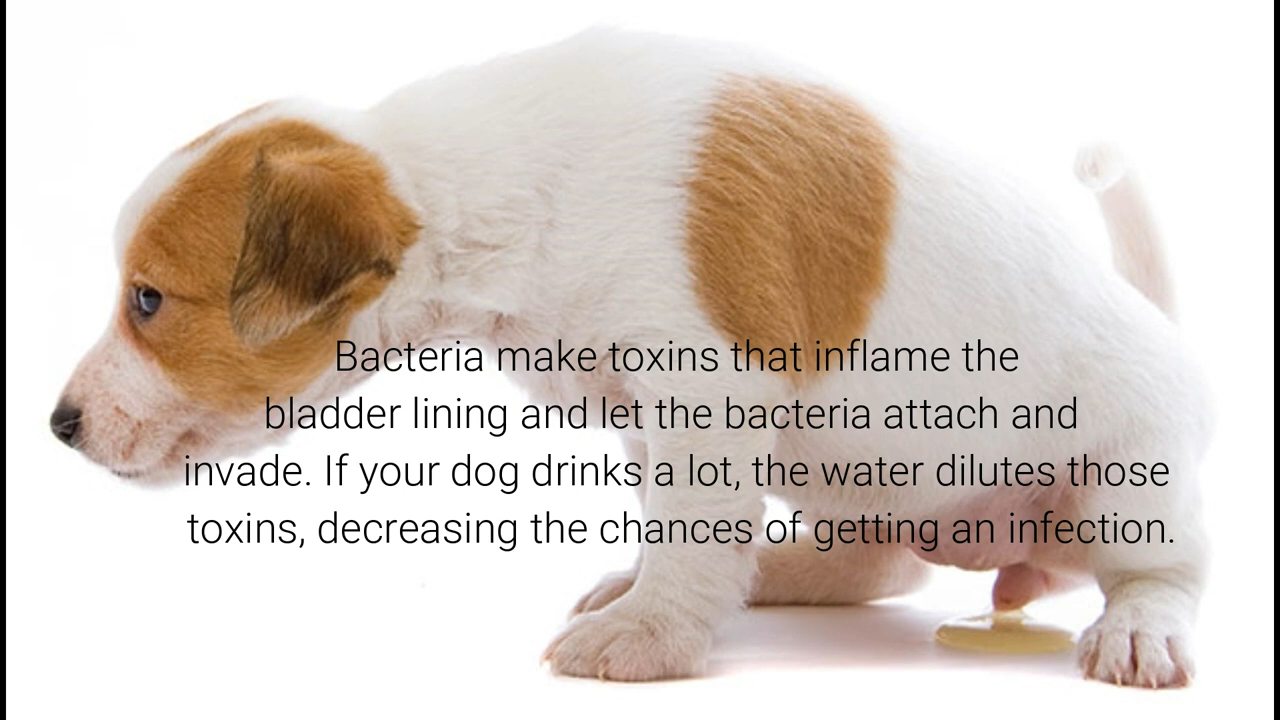 Bacteria make toxins that inflame the
bladder lining and let the bacteria attach and
invade. If your dog drinks a lot, the water dilutes those
toxins, decreasing the chances of getting an infection.